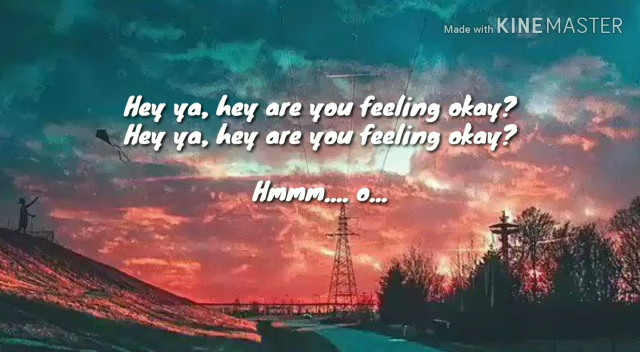 Made with KINEMASTER
Hey ya, hey are you feeling okay?
Hey ya, hey are you feeling okay?
Hmmm.... o...